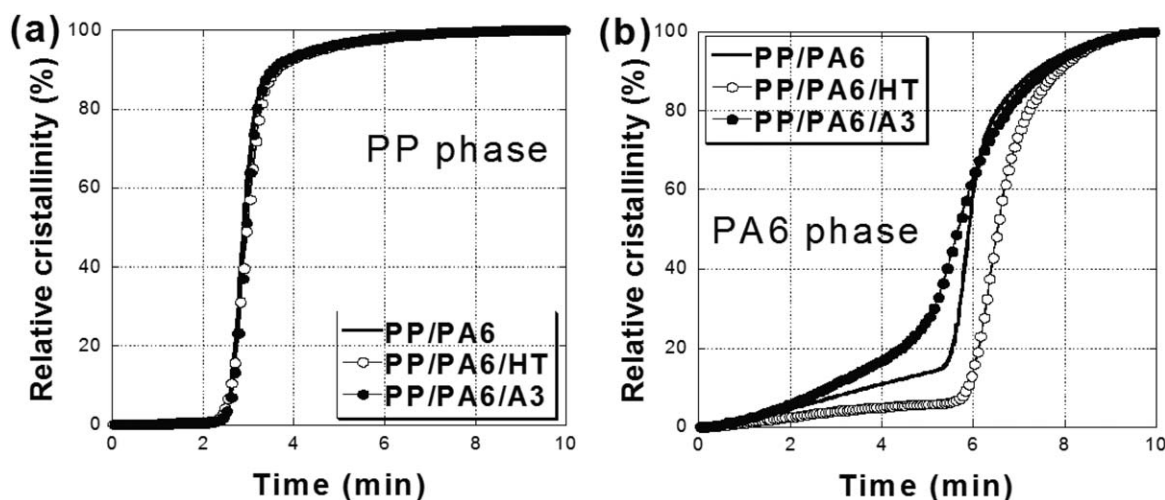 (a)
Relative cristallinity (%)
100
80
60
40
20
0
PP phase
PP/PA6
PP/PA6/HT
PP/PA6/A3
0 2 4 6 8 10
Time (min)
(b)
Relative cristallinity (%)
100
80
60
40
20
0
PP/PA6
PP/PA6/HT
PP/PA6/A3
PA6 phase
0 2 4 6 8 10
Time (min)